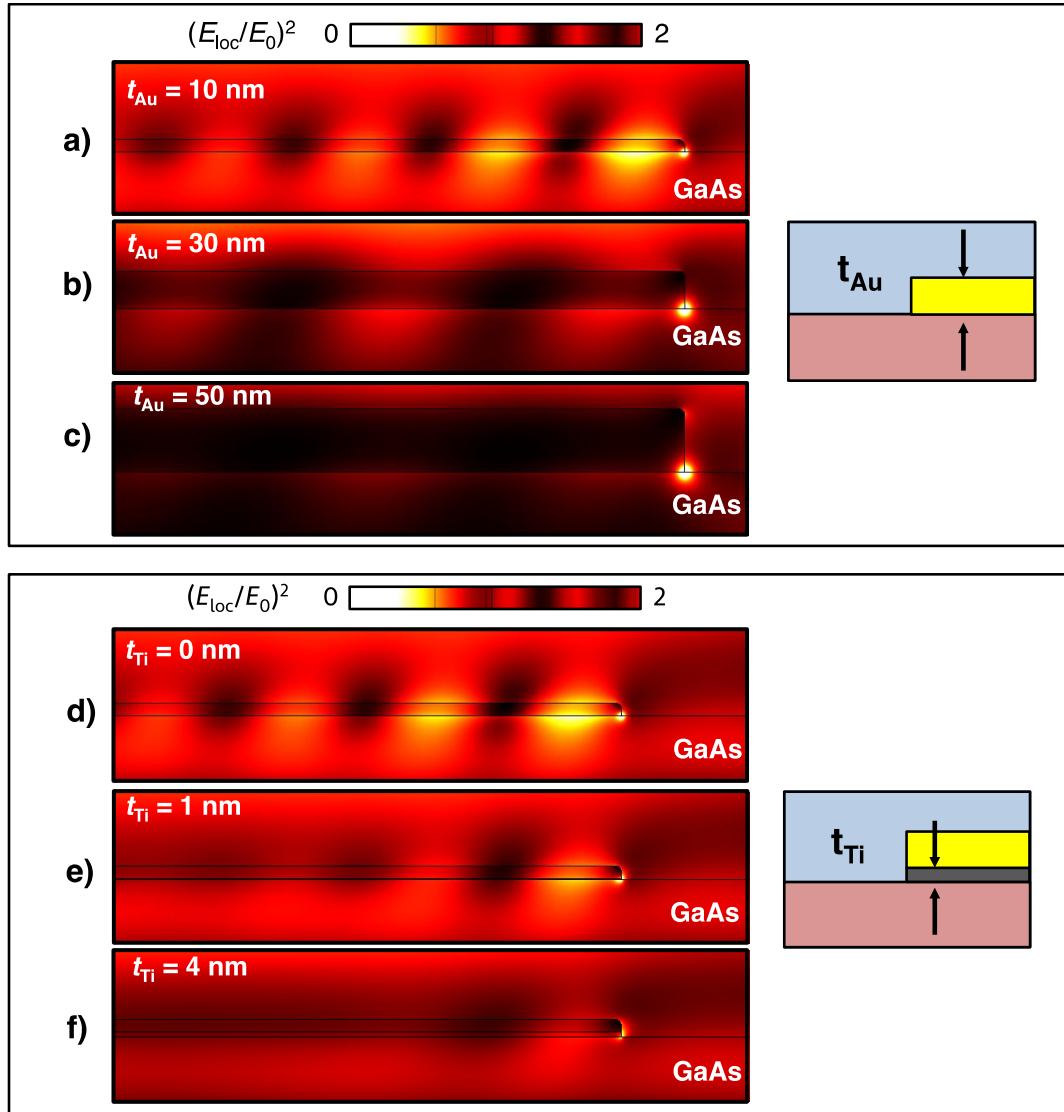 (E_loc/E_0)^2 0 2
t_Au = 10 nm
a)
GaAs
t_Au = 30 nm
b)
GaAs
t_Au
t_Au = 50 nm
c)
GaAs
(E_loc/E_0)^2 0 2
t_Ti = 0 nm
d)
GaAs
t_Ti = 1 nm
e)
GaAs
t_Ti
t_Ti = 4 nm
f)
GaAs